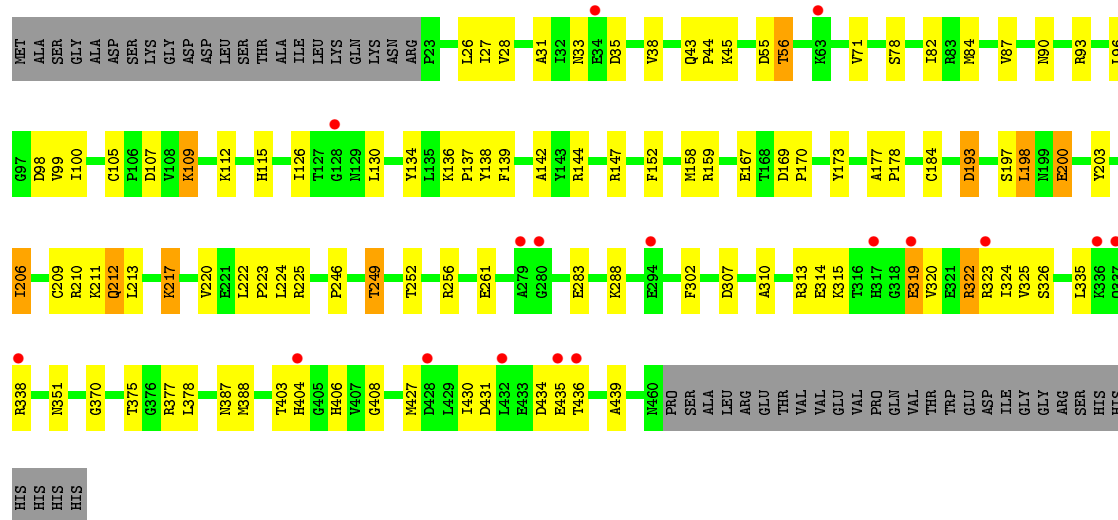 MET ALA SER GLY ALA ASP SER LYS GLY ASP ASP LEU SER THR ALA ILE LEU LYS GLN LYS ASN ARG P23 L26 I27 V28 A31 I32 N33 E34 D35 V38 Q43 P44 K45 D55 T56 K63 V71 S78 I82 R83 M84 V87 N90 R93
G97 D98 V99 I100 C105 P106 D107 V108 K109 K112 H115 I126 T127 G128 N129 L130 Y134 L135 K136 P137 Y138 F139 A142 Y143 R144 R147 F152 M158 R159 E167 T168 D169 P170 Y173 A177 P178 C184 D193 S197 L198 N199 E200 Y203
I206 C209 R210 K211 Q212 L213 K217 V220 E221 L222 P223 L224 R225 P246 T249 T252 R256 E261 A279 G280 E283 K288 E294 F302 D307 A310 R313 E314 K315 T316 H317 G318 E319 V320 E321 R322 R323 I324 V325 S326 L335 K336
R338 N351 G370 T375 G376 R377 L378 N387 M388 T403 H404 G405 H406 V407 G408 M427 D428 L429 I430 D431 L432 E433 D434 E435 T436 A439 N460 PRO SER ALA LEU ARG GLU THR VAL VAL GLU VAL PRO GLN VAL THR TRP GLU ASP ILE GLY GLY ARG SER HIS HIS
HIS HIS HIS HIS